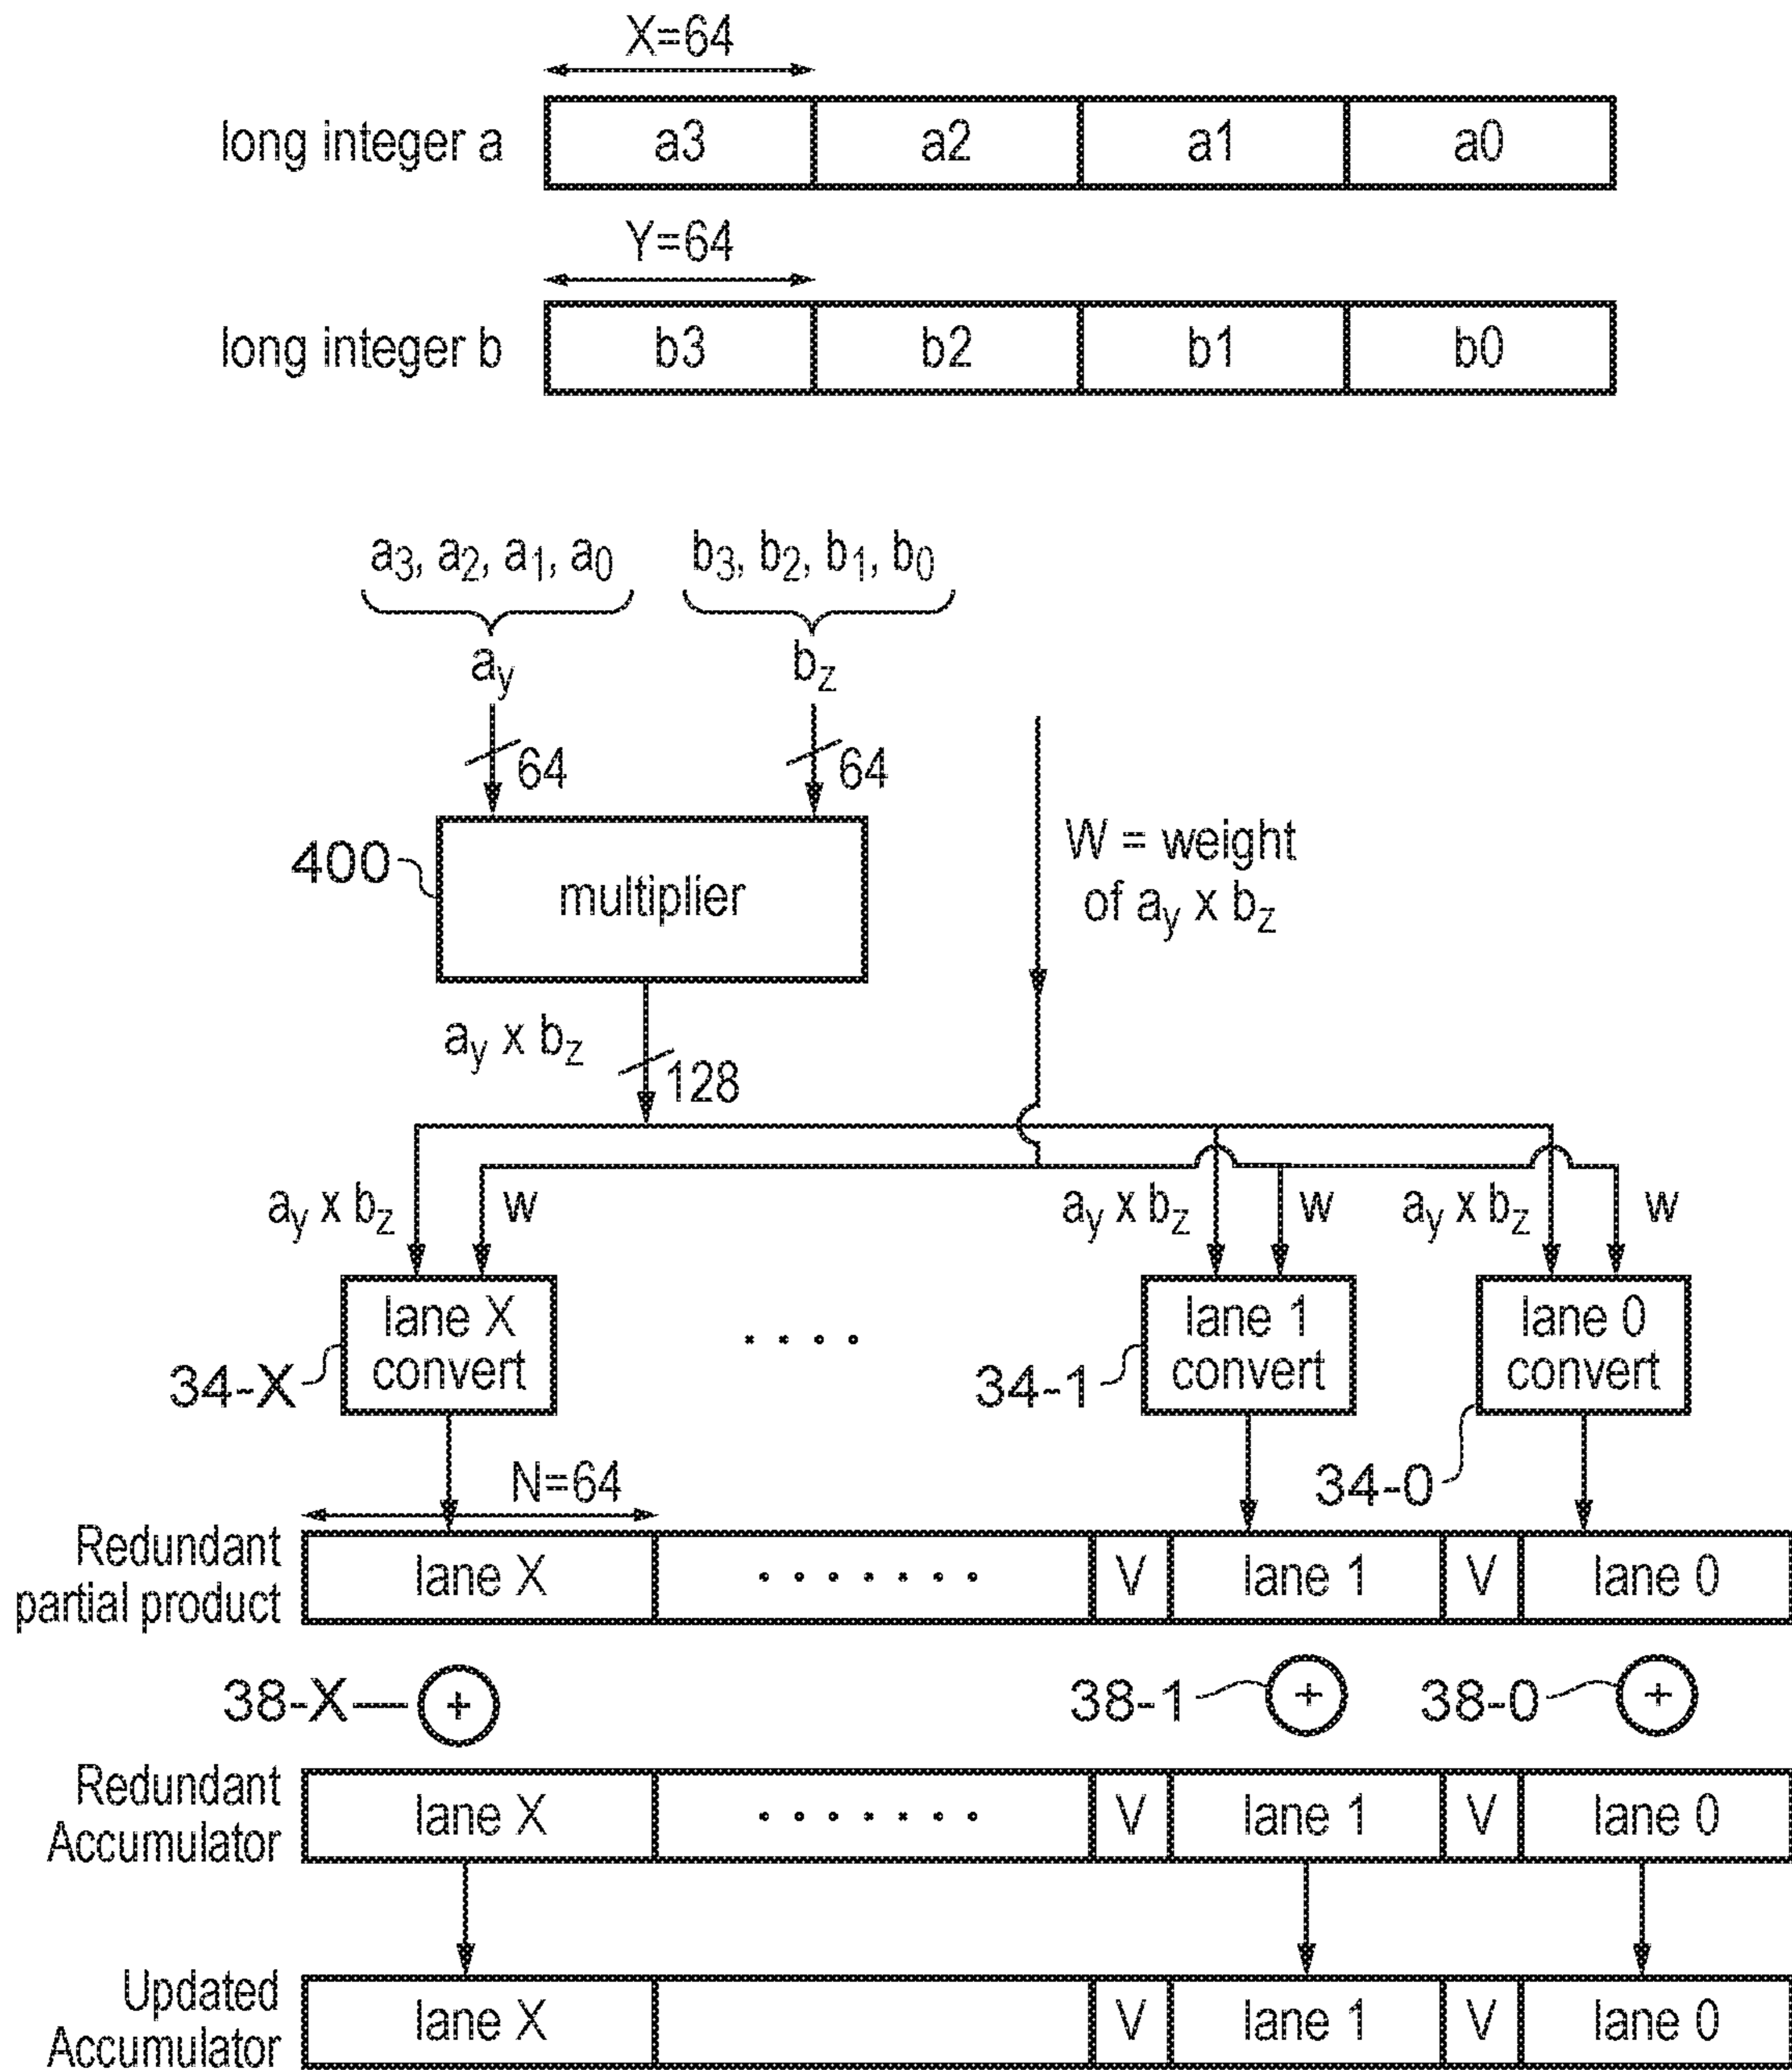 X=64
long integer a a3 a2 a1 a0
Y=64
long integer b b3 b2 b1 b0
a3, a2, a1, a0 b3, b2, b1, b0
ay bz
64 64
400 multiplier
W = weight
of ay x bz
ay x bz
128
ay x bz w ay x bz w ay x bz w
lane X lane 1 lane 0
convert convert convert
34-X 34-1 34-0
N=64
Redundant
partial product lane X V lane 1 V lane 0
38-X + 38-1 + 38-0 +
Redundant
Accumulator lane X V lane 1 V lane 0
Updated
Accumulator lane X V lane 1 V lane 0